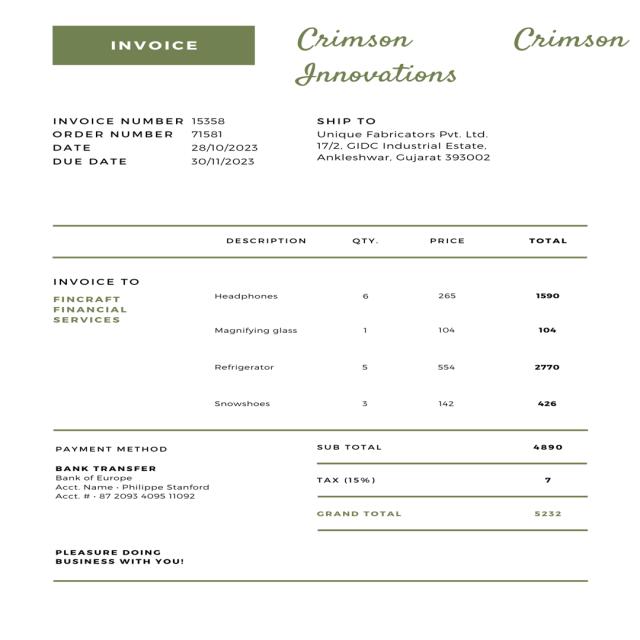 INVOICE
Crimson Crimson
Innovations
INVOICE NUMBER 15358
ORDER NUMBER 71581
DATE 28/10/2023
DUE DATE 30/11/2023
SHIP TO
Unique Fabricators Pvt. Ltd.
17/2, GIDC Industrial Estate,
Ankleshwar, Gujarat 393002
DESCRIPTION QTY. PRICE TOTAL
INVOICE TO
FINCRAFT
FINANCIAL
SERVICES
Headphones 6 265 1590
Magnifying glass 1 104 104
Refrigerator 5 554 2770
Snowshoes 3 142 426
PAYMENT METHOD
BANK TRANSFER
Bank of Europe
Acct. Name - Philippe Stanford
Acct. # - 87 2093 4095 11092
SUB TOTAL 4890
TAX (15%) 7
GRAND TOTAL 5232
PLEASURE DOING
BUSINESS WITH YOU!